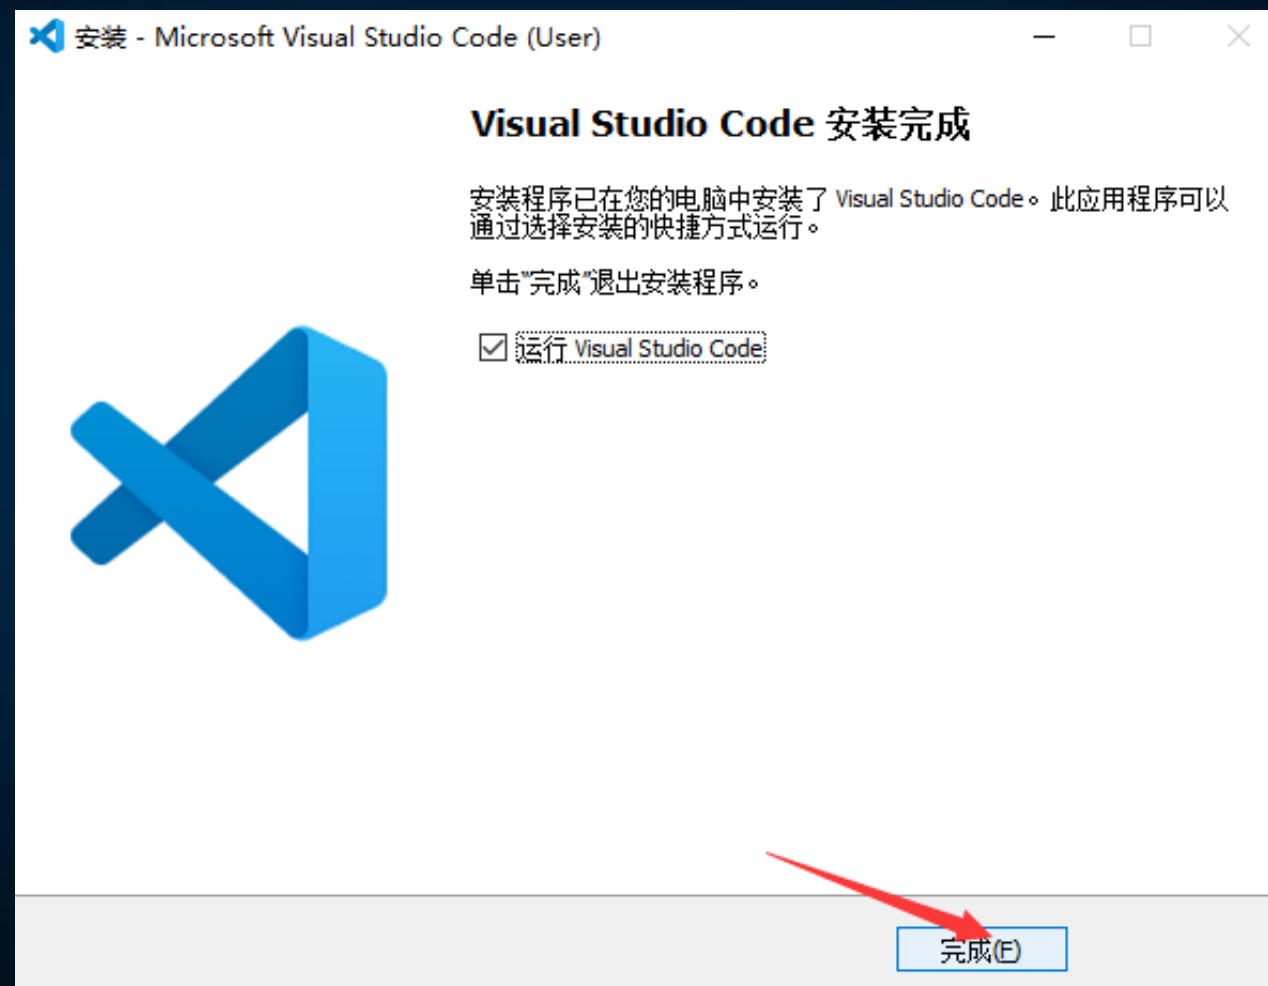 安装 - Microsoft Visual Studio Code (User)
Visual Studio Code 安装完成
安装程序已在您的电脑中安装了 Visual Studio Code。此应用程序可以
通过选择安装的快捷方式运行。
单击"完成"退出安装程序。
运行 Visual Studio Code
完成(F)